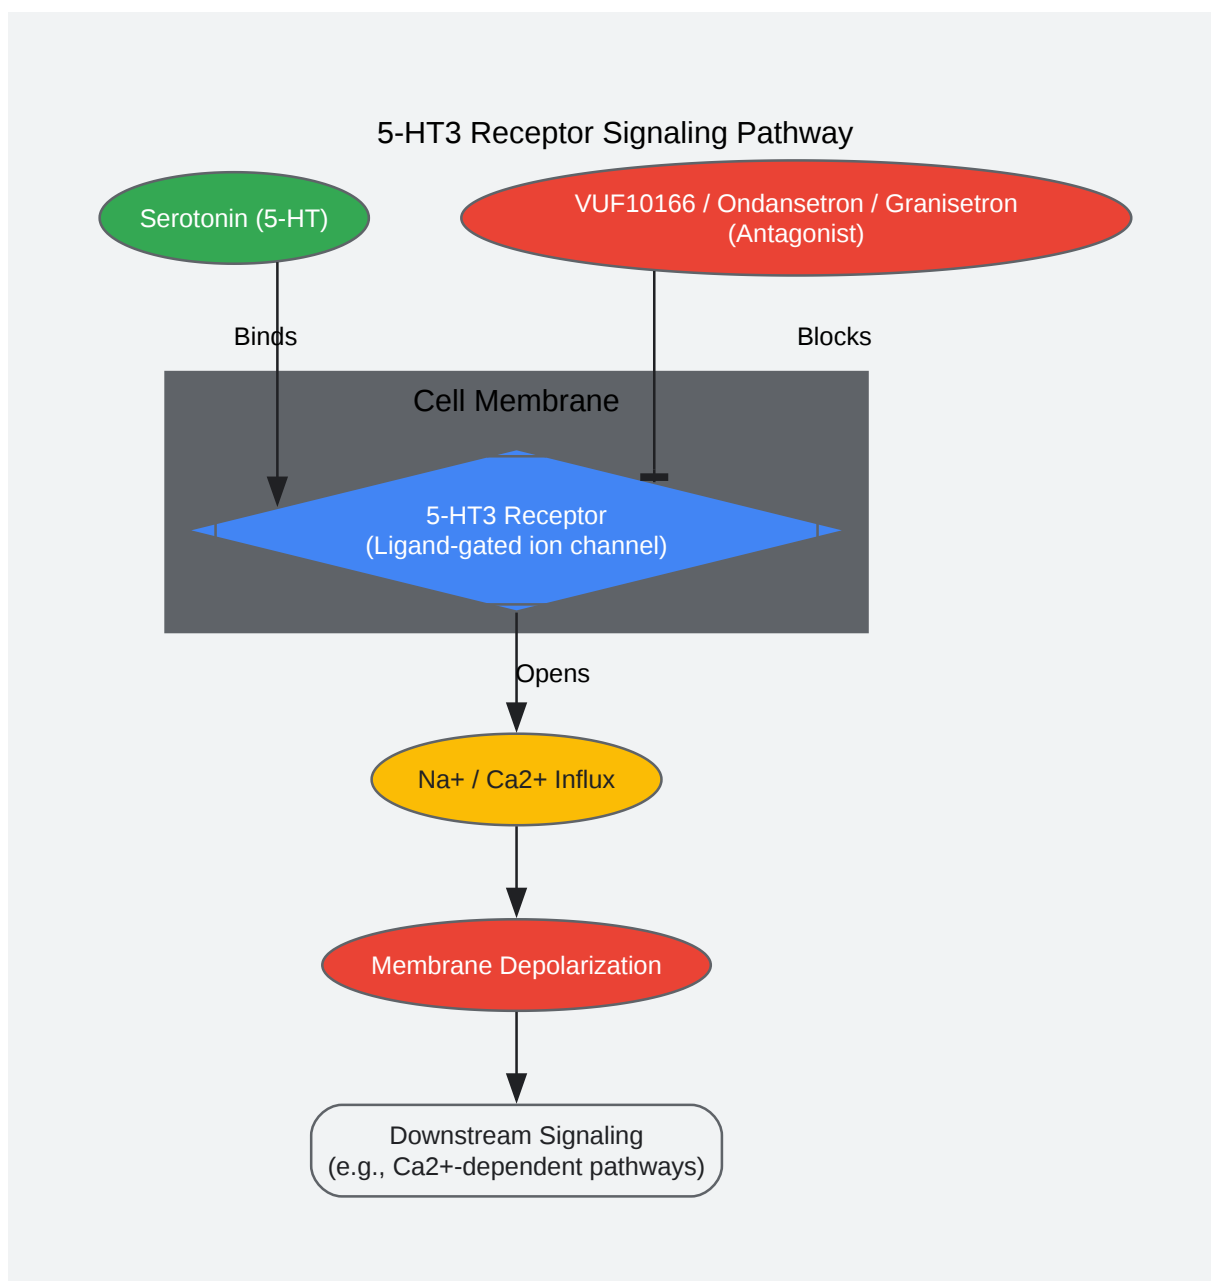 5-HT3 Receptor Signaling Pathway
Serotonin (5-HT)
VUF10166 / Ondansetron / Granisetron
(Antagonist)
Binds
Blocks
Cell Membrane
5-HT3 Receptor
(Ligand-gated ion channel)
Opens
Na+ / Ca2+ Influx
Membrane Depolarization
Downstream Signaling
(e.g., Ca2+-dependent pathways)